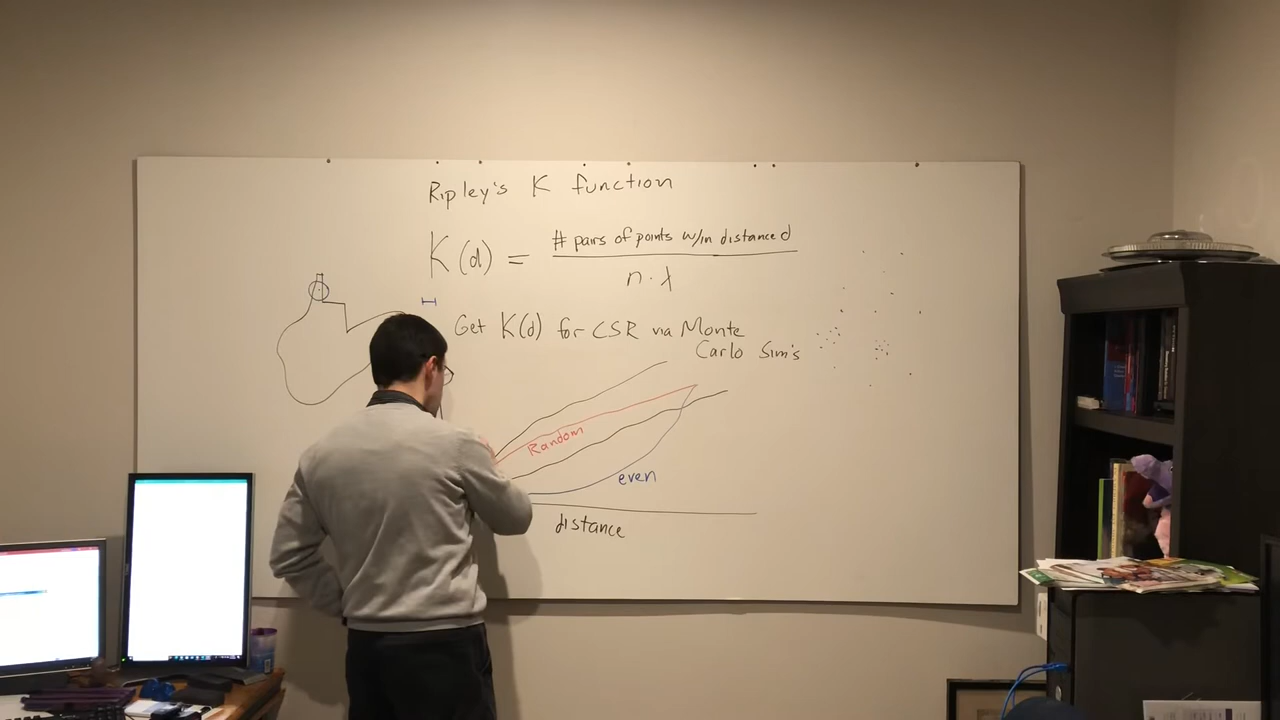 Ripley's K function
K(d) = # pairs of points w/in distance d
n · λ
Get K(d) for CSR via Monte
Carlo Sim's
Random
even
distance